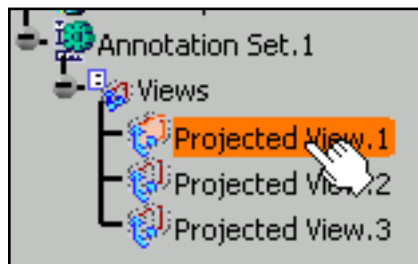 Annotation Set.1
Views
Projected View.1
Projected View.2
Projected View.3